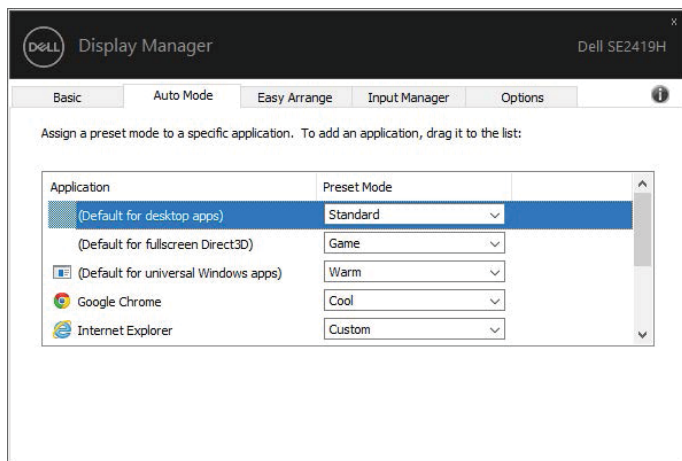 x
DELL Display Manager Dell SE2419H
Basic Auto Mode Easy Arrange Input Manager Options i
Assign a preset mode to a specific application. To add an application, drag it to the list:
Application Preset Mode
(Default for desktop apps) Standard
(Default for fullscreen Direct3D) Game
(Default for universal Windows apps) Warm
Google Chrome Cool
Internet Explorer Custom